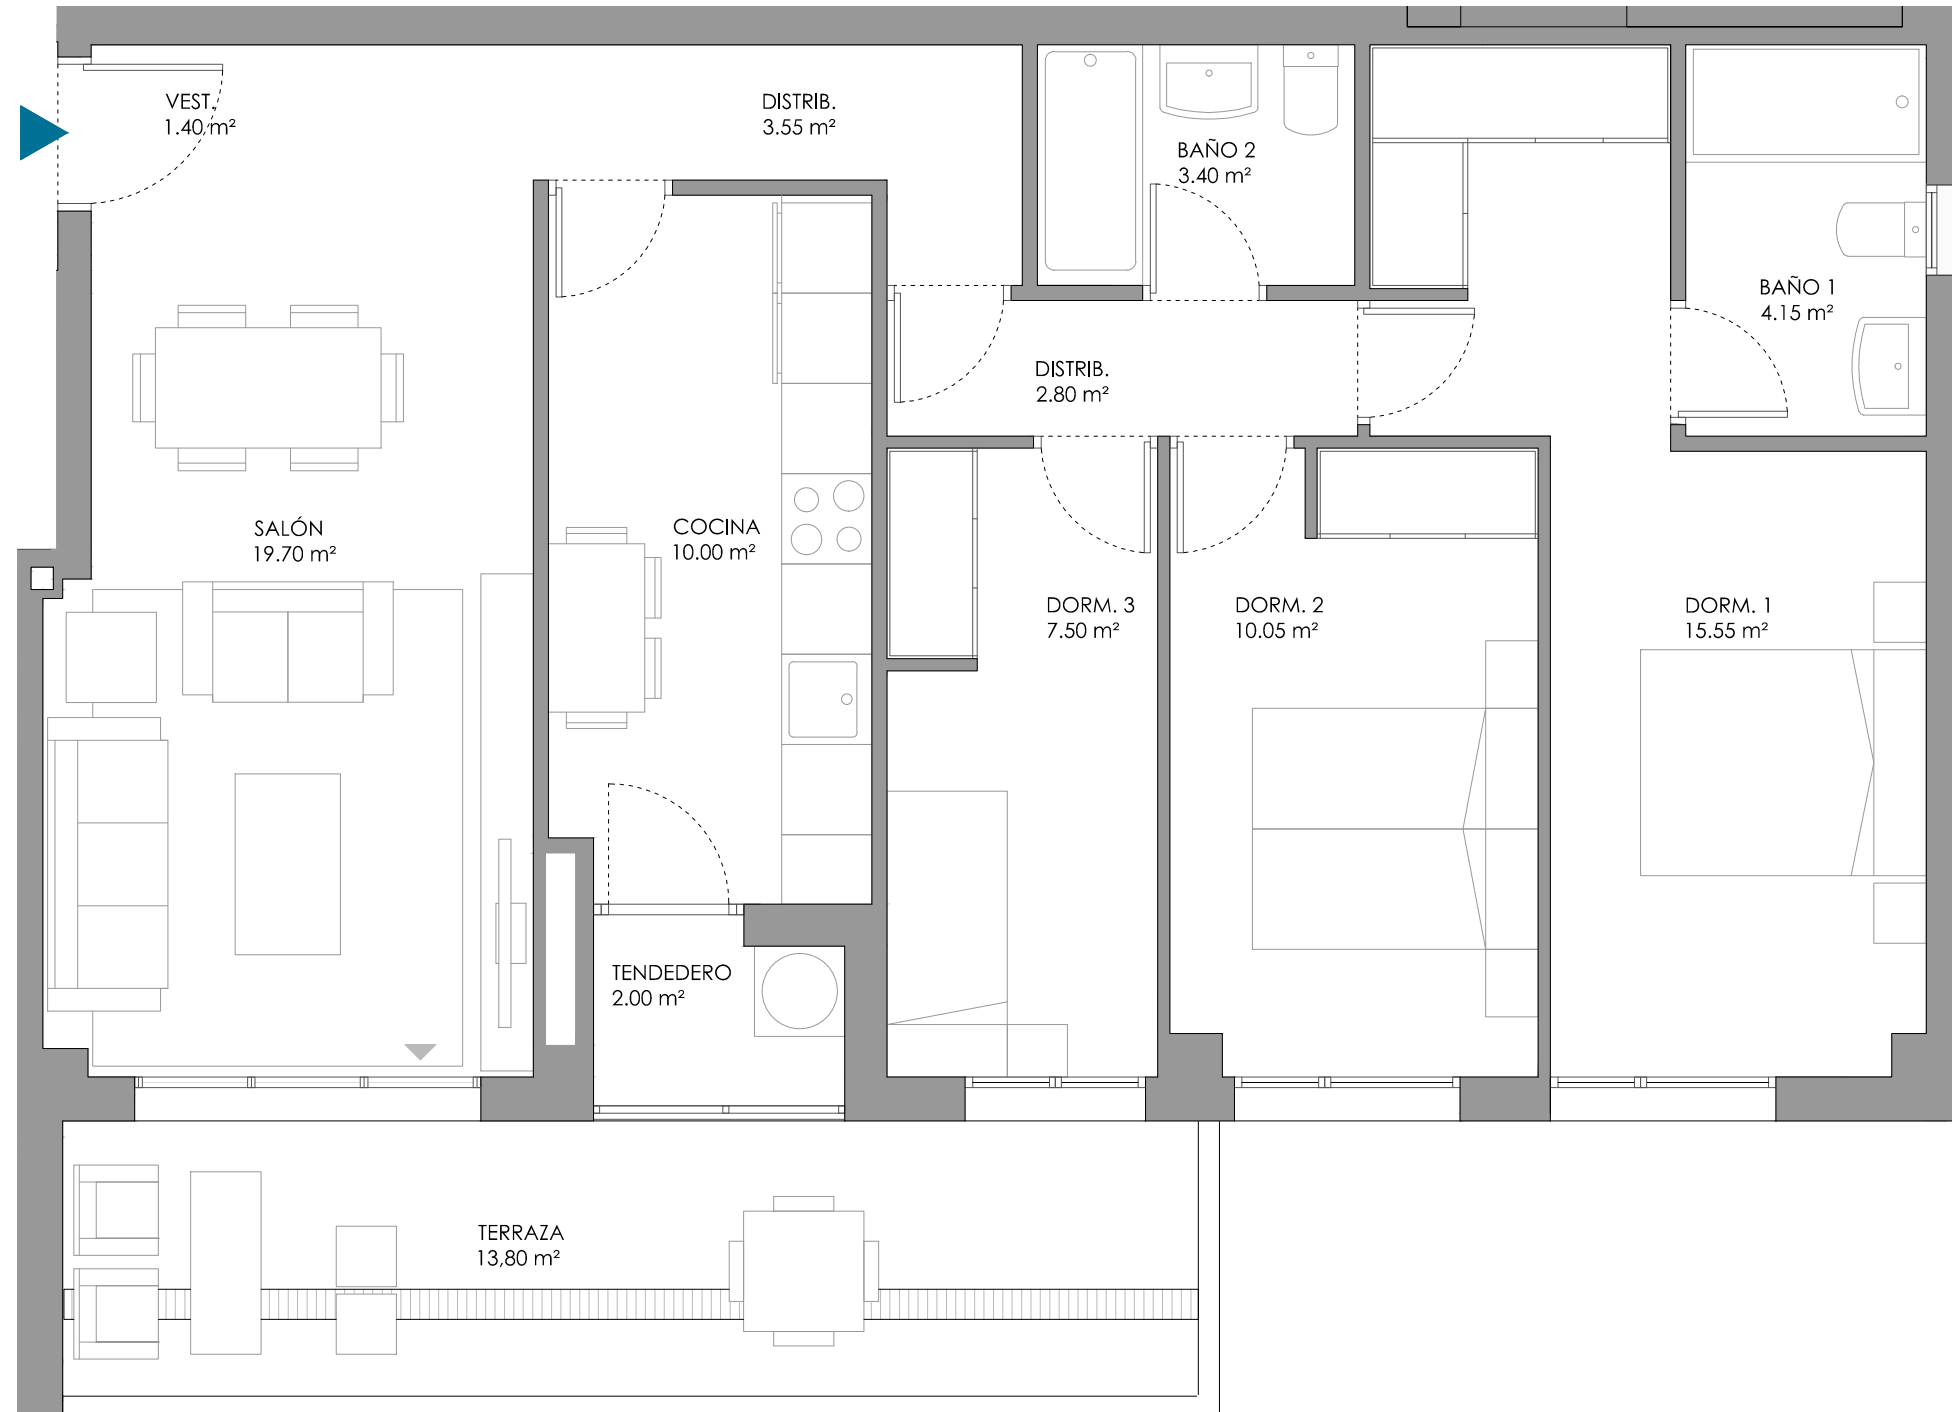 VEST.
1.40 m²
DISTRIB.
3.55 m²
BAÑO 2
3.40 m²
BAÑO 1
4.15 m²
DISTRIB.
2.80 m²
SALÓN
19.70 m²
COCINA
10.00 m²
DORM. 3
7.50 m²
DORM. 2
10.05 m²
DORM. 1
15.55 m²
TENDEDERO
2.00 m²
TERRAZA
13,80 m²